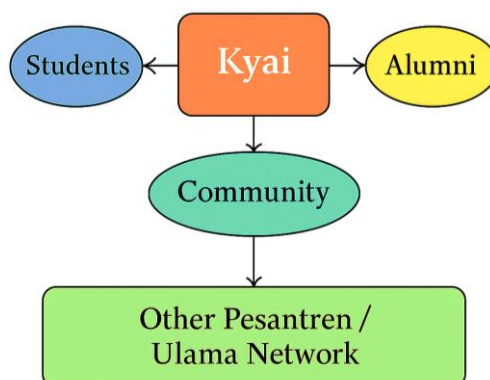 Students
Kyai
Alumni
Community
Other Pesantren /
Ulama Network